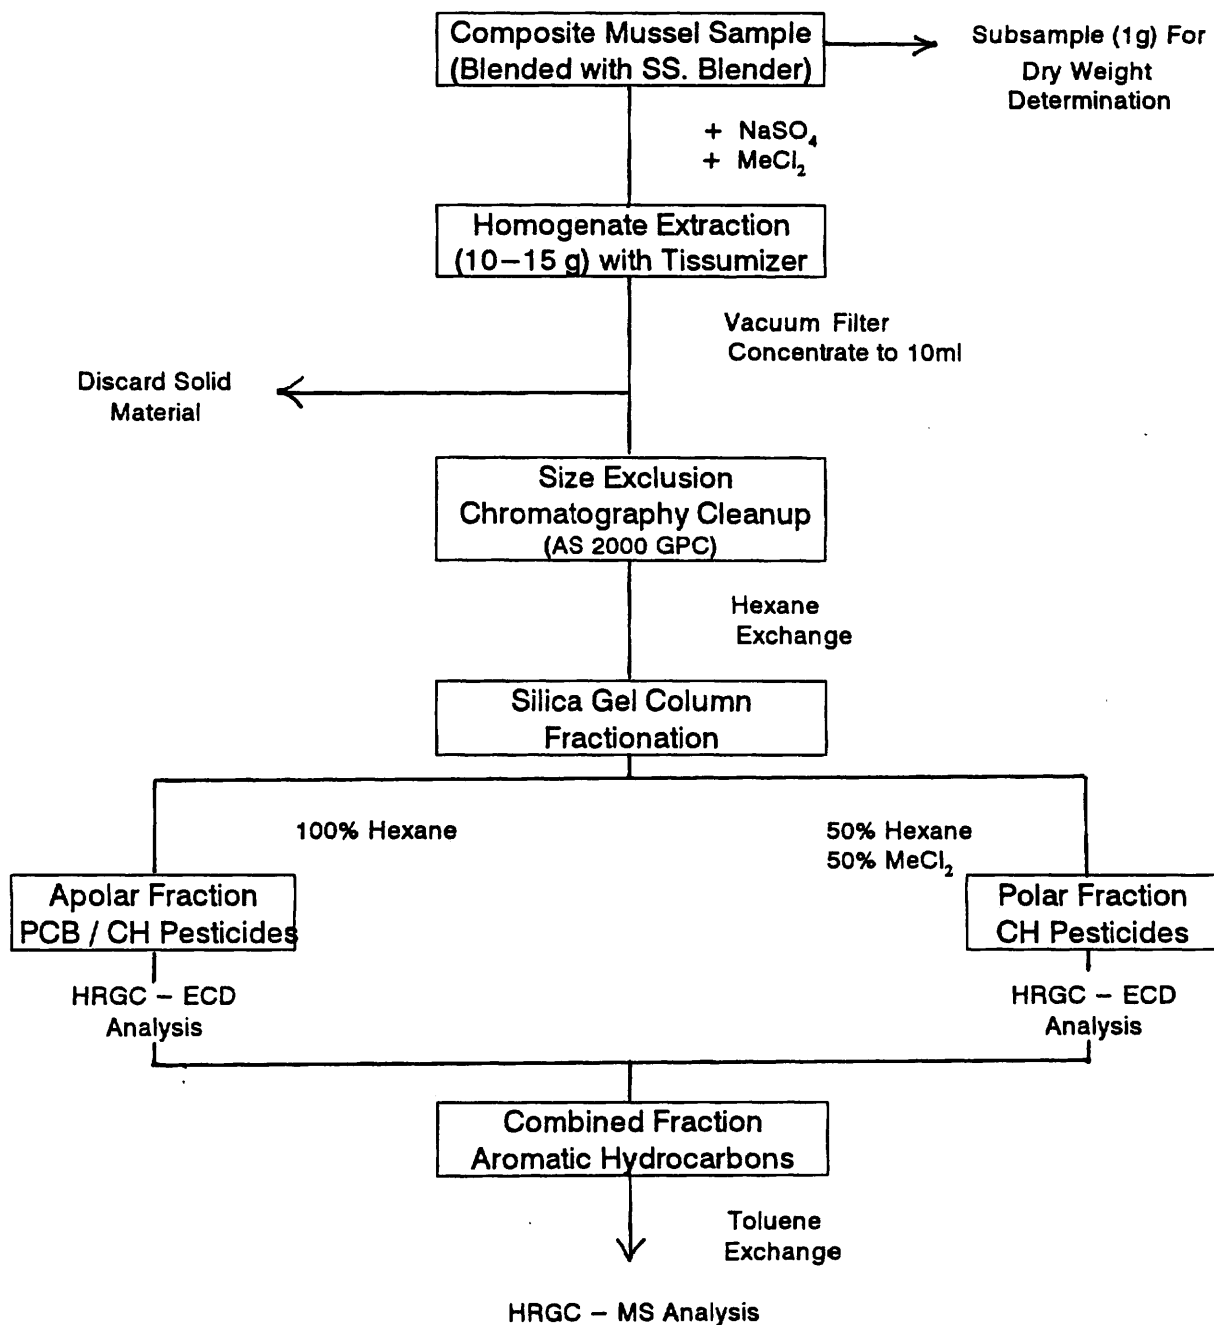 Composite Mussel Sample
(Blended with SS. Blender)
Subsample (1g) For
Dry Weight
Determination
+ NaSO₄
+ MeCl₂
Homogenate Extraction
(10–15 g) with Tissumizer
Vacuum Filter
Concentrate to 10ml
Discard Solid
Material
Size Exclusion
Chromatography Cleanup
(AS 2000 GPC)
Hexane
Exchange
Silica Gel Column
Fractionation
100% Hexane
50% Hexane
50% MeCl₂
Apolar Fraction
PCB / CH Pesticides
Polar Fraction
CH Pesticides
HRGC – ECD
Analysis
HRGC – ECD
Analysis
Combined Fraction
Aromatic Hydrocarbons
Toluene
Exchange
HRGC – MS Analysis